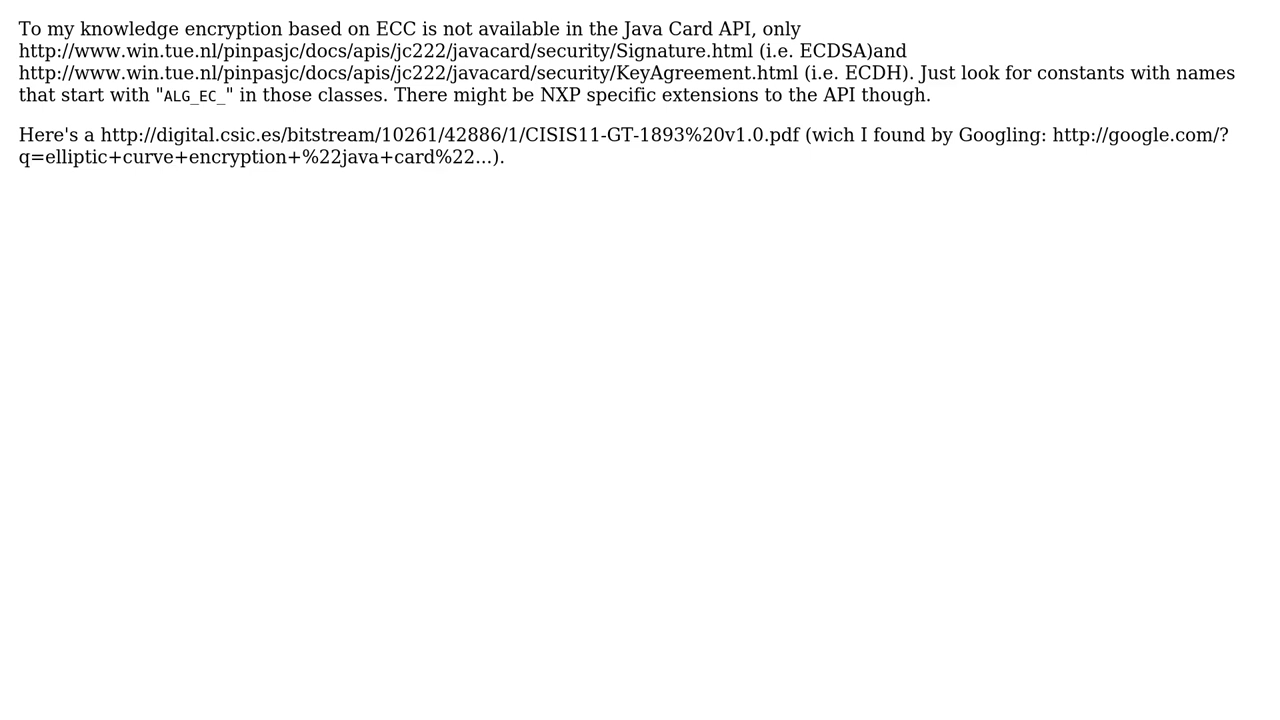 To my knowledge encryption based on ECC is not available in the Java Card API, only
http://www.win.tue.nl/pinpasjc/docs/apis/jc222/javacard/security/Signature.html (i.e. ECDSA)and
http://www.win.tue.nl/pinpasjc/docs/apis/jc222/javacard/security/KeyAgreement.html (i.e. ECDH). Just look for constants with names
that start with "ALG_EC_" in those classes. There might be NXP specific extensions to the API though.
Here's a http://digital.csic.es/bitstream/10261/42886/1/CISIS11-GT-1893%20v1.0.pdf (wich I found by Googling: http://google.com/?
q=elliptic+curve+encryption+%22java+card%22...).